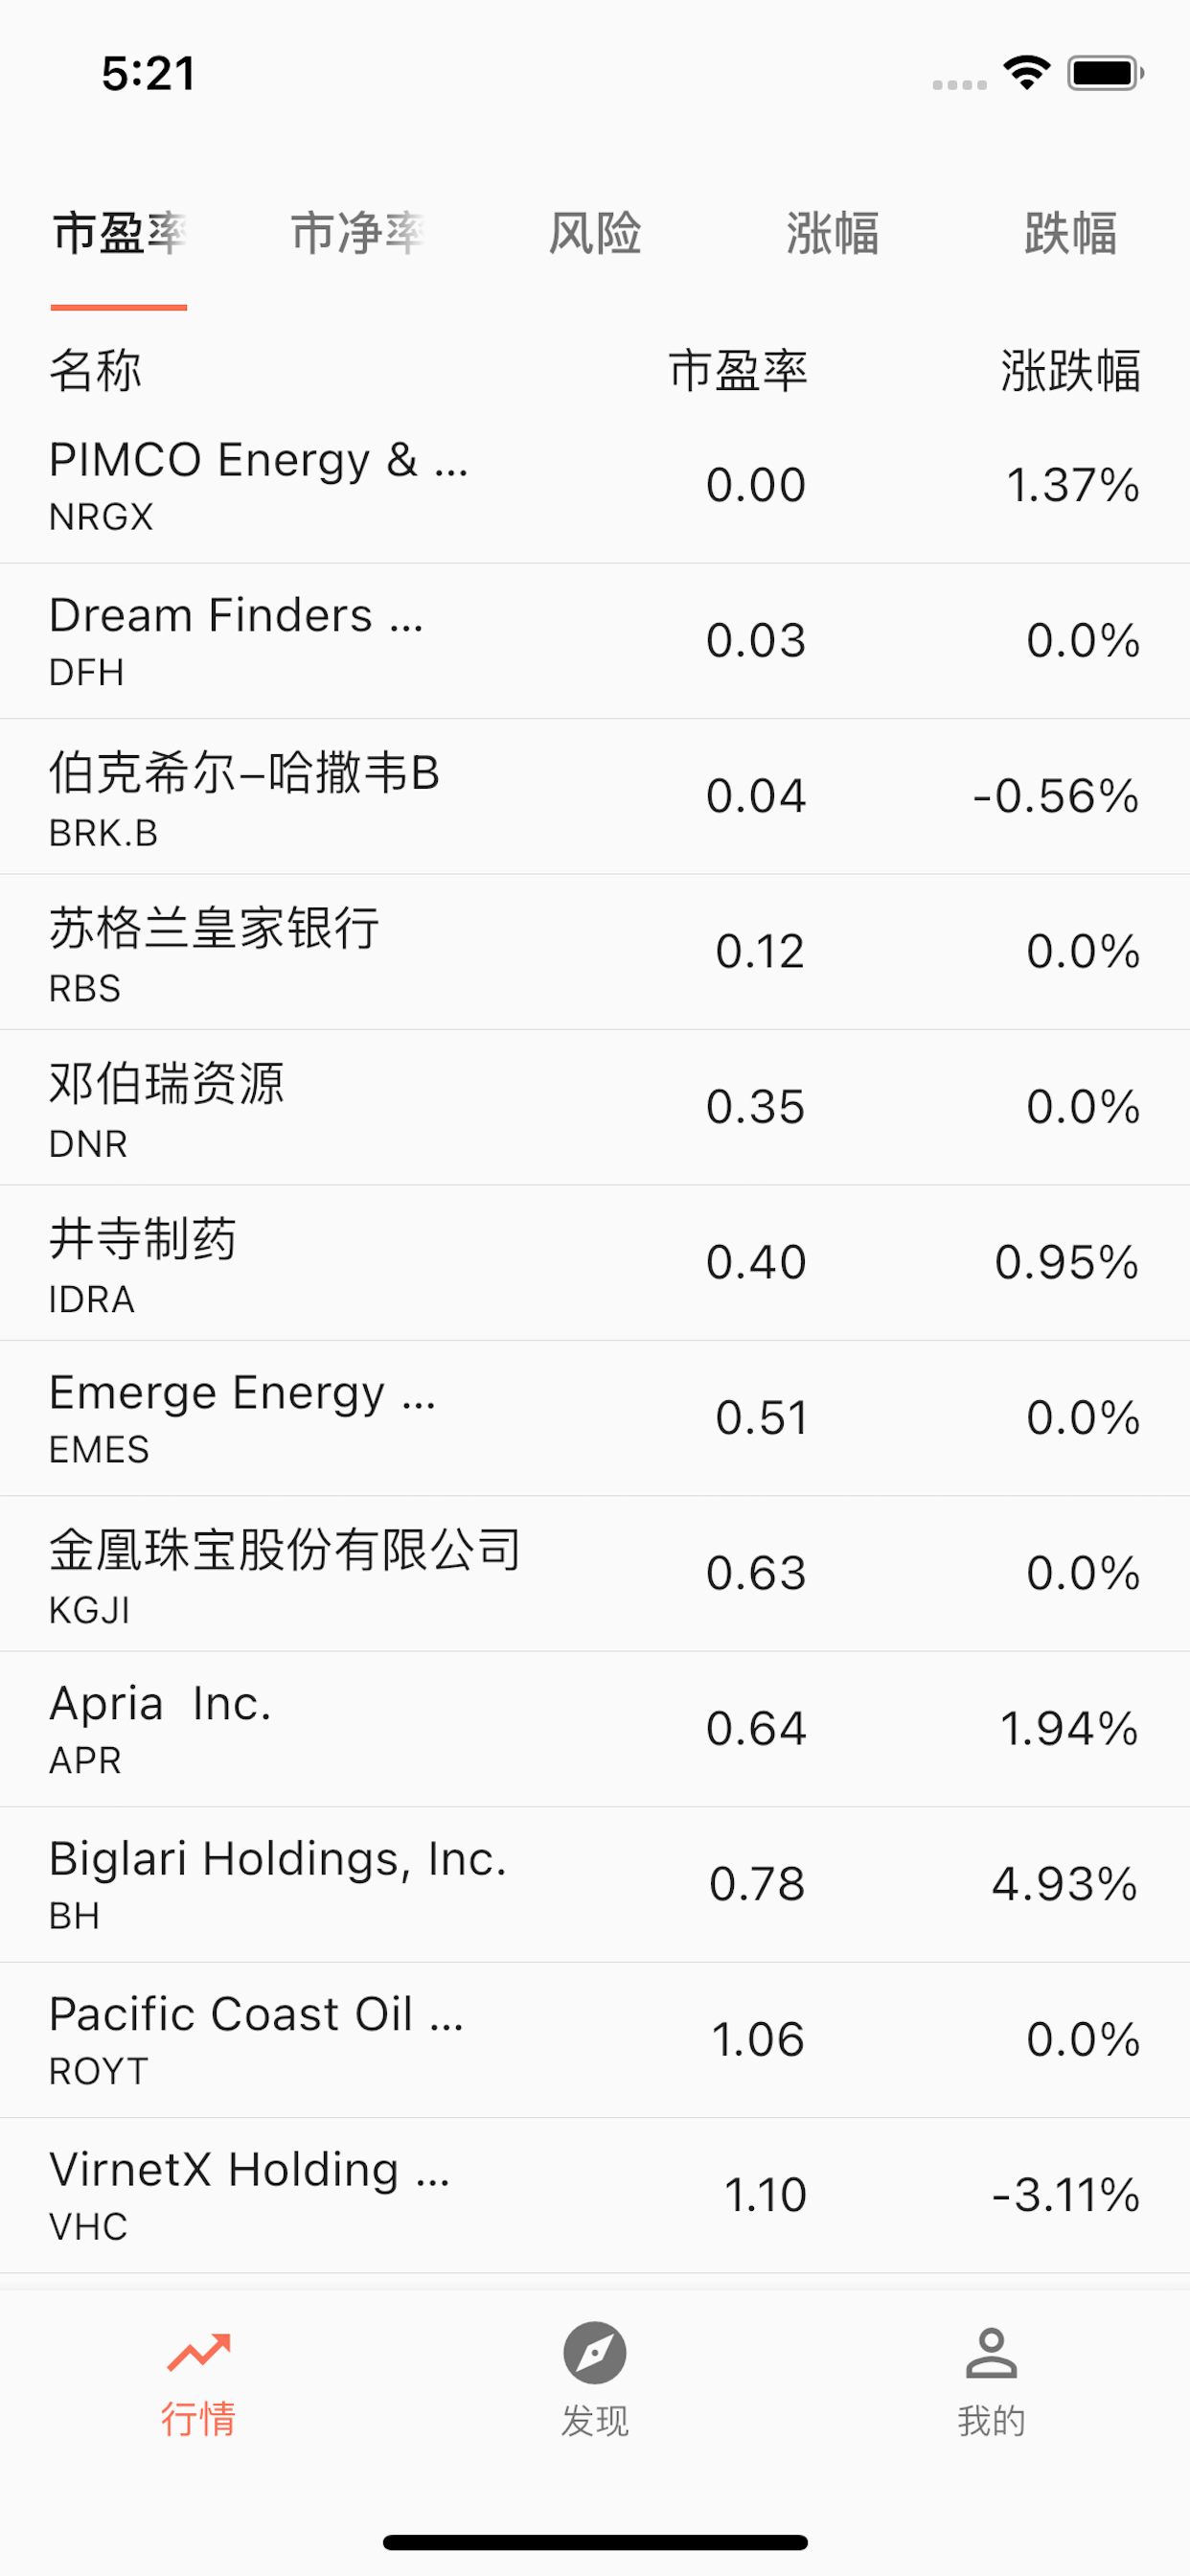 5:21
市盈率 市净率 风险 涨幅 跌幅
名称 市盈率 涨跌幅
PIMCO Energy & ...
NRGX
0.00 1.37%
Dream Finders ...
DFH
0.03 0.0%
伯克希尔–哈撒韦B
BRK.B
0.04 -0.56%
苏格兰皇家银行
RBS
0.12 0.0%
邓伯瑞资源
DNR
0.35 0.0%
井寺制药
IDRA
0.40 0.95%
Emerge Energy ...
EMES
0.51 0.0%
金凰珠宝股份有限公司
KGJI
0.63 0.0%
Apria  Inc.
APR
0.64 1.94%
Biglari Holdings, Inc.
BH
0.78 4.93%
Pacific Coast Oil ...
ROYT
1.06 0.0%
VirnetX Holding ...
VHC
1.10 -3.11%
行情 发现 我的